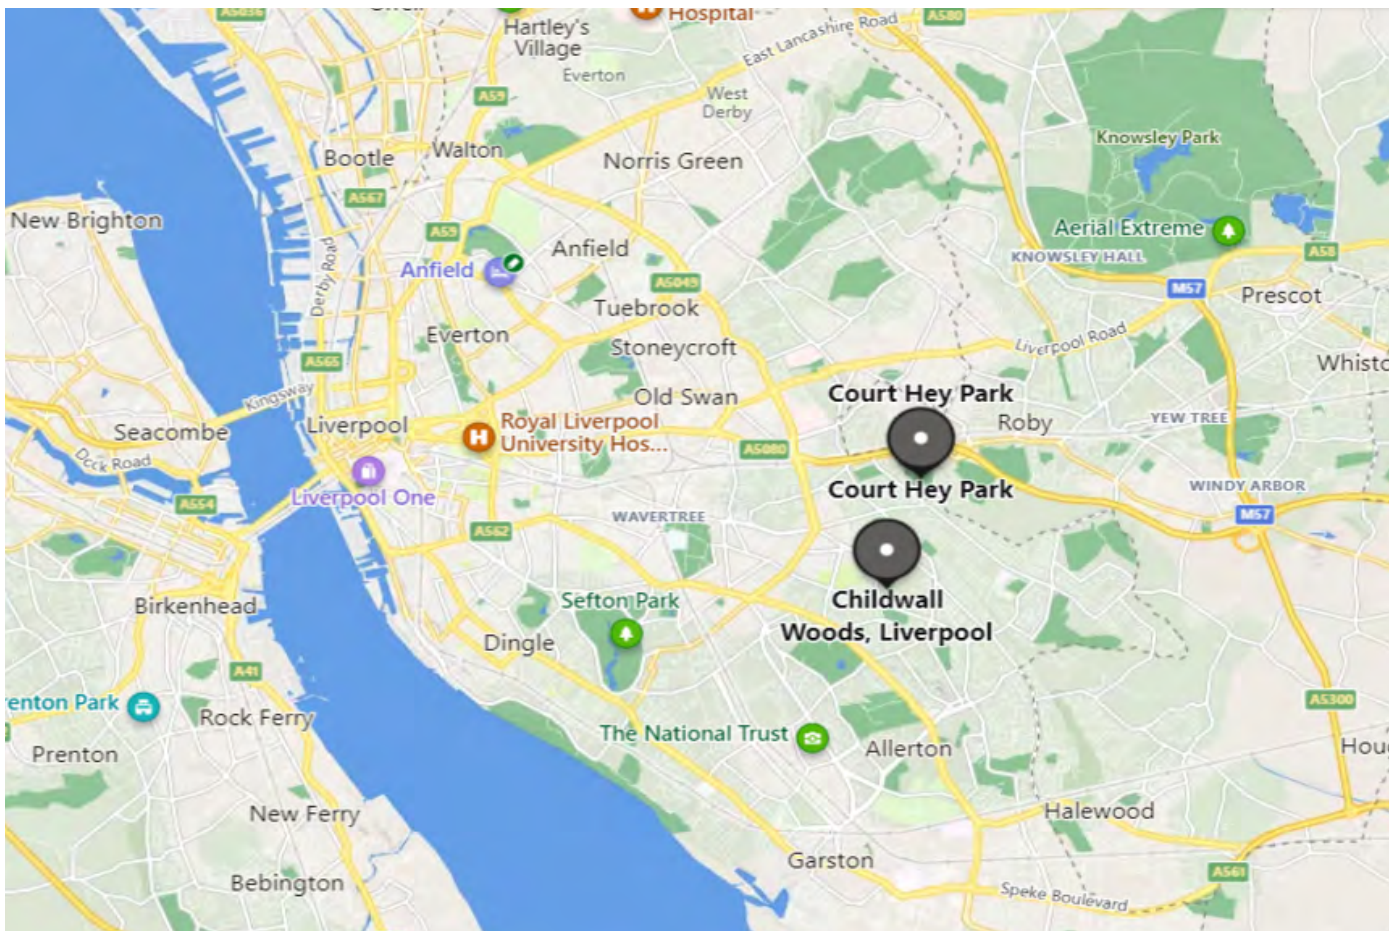 A5036
Hospital
A580
Hartley's
Village
East Lancashire Road
Everton
A59
West
Derby
Knowsley Park
Bootle
Walton
Norris Green
A567
New Brighton
A59
Anfield
Aerial Extreme
A58
KNOWSLEY HALL
Anfield
Derby Road
A5049
M57
Prescot
Tuebrook
Everton
Stoneycroft
Liverpool Road
A565
Whisto
Kingsway
Old Swan
Court Hey Park
Roby
YEW TREE
Seacombe
Liverpool
Royal Liverpool
University Hos...
A5080
Dock Road
Liverpool One
Court Hey Park
WINDY ARBOR
A554
A562
WAVERTREE
M57
Birkenhead
Sefton Park
Childwall
Woods, Liverpool
Dingle
A41
renton Park
Rock Ferry
A5300
The National Trust
Allerton
Hou
Prenton
New Ferry
Halewood
Garston
A561
Bebington
Speke Boulevard